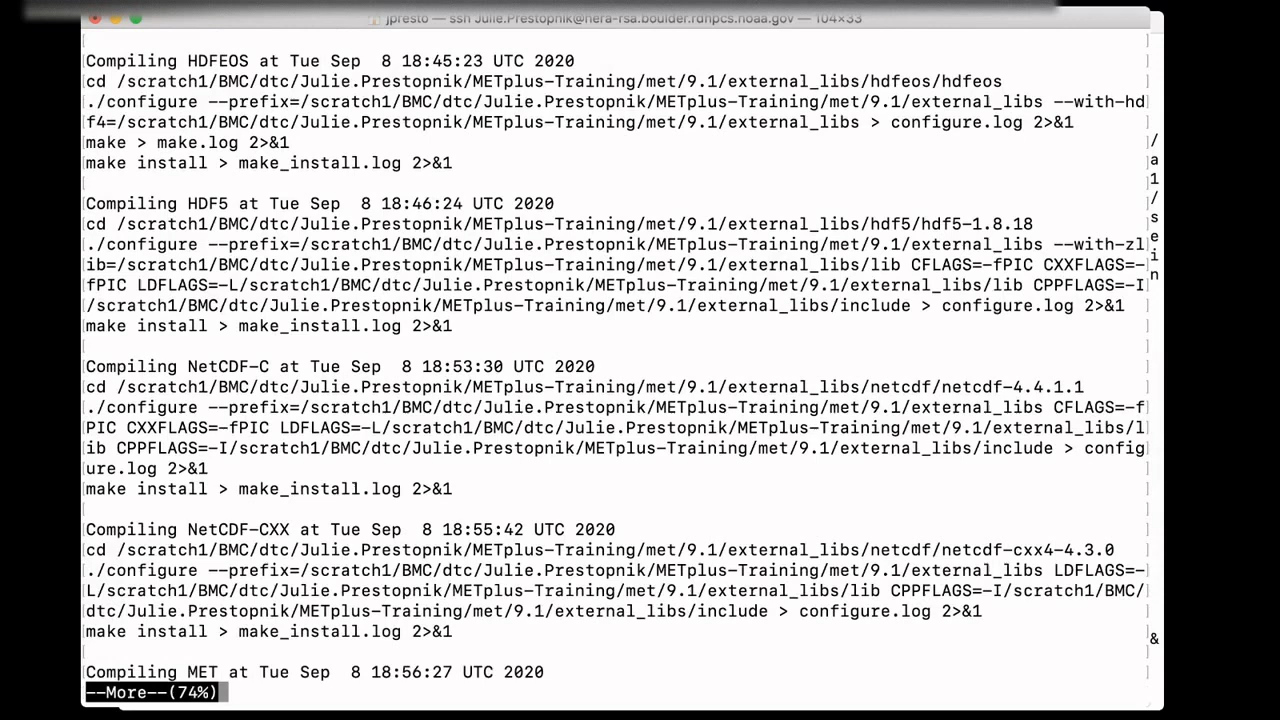 jpresto — ssh Julie.Prestopnik@hera-rsa.boulder.rdhpcs.noaa.gov — 104×33
Compiling HDFEOS at Tue Sep  8 18:45:23 UTC 2020
cd /scratch1/BMC/dtc/Julie.Prestopnik/METplus-Training/met/9.1/external_libs/hdfeos/hdfeos
./configure --prefix=/scratch1/BMC/dtc/Julie.Prestopnik/METplus-Training/met/9.1/external_libs --with-hd
f4=/scratch1/BMC/dtc/Julie.Prestopnik/METplus-Training/met/9.1/external_libs > configure.log 2>&1
make > make.log 2>&1
make install > make_install.log 2>&1
Compiling HDF5 at Tue Sep  8 18:46:24 UTC 2020
cd /scratch1/BMC/dtc/Julie.Prestopnik/METplus-Training/met/9.1/external_libs/hdf5/hdf5-1.8.18
./configure --prefix=/scratch1/BMC/dtc/Julie.Prestopnik/METplus-Training/met/9.1/external_libs --with-zl
ib=/scratch1/BMC/dtc/Julie.Prestopnik/METplus-Training/met/9.1/external_libs/lib CFLAGS=-fPIC CXXFLAGS=-
fPIC LDFLAGS=-L/scratch1/BMC/dtc/Julie.Prestopnik/METplus-Training/met/9.1/external_libs/lib CPPFLAGS=-I
/scratch1/BMC/dtc/Julie.Prestopnik/METplus-Training/met/9.1/external_libs/include > configure.log 2>&1
make install > make_install.log 2>&1
Compiling NetCDF-C at Tue Sep  8 18:53:30 UTC 2020
cd /scratch1/BMC/dtc/Julie.Prestopnik/METplus-Training/met/9.1/external_libs/netcdf/netcdf-4.4.1.1
./configure --prefix=/scratch1/BMC/dtc/Julie.Prestopnik/METplus-Training/met/9.1/external_libs CFLAGS=-f
PIC CXXFLAGS=-fPIC LDFLAGS=-L/scratch1/BMC/dtc/Julie.Prestopnik/METplus-Training/met/9.1/external_libs/l
ib CPPFLAGS=-I/scratch1/BMC/dtc/Julie.Prestopnik/METplus-Training/met/9.1/external_libs/include > config
ure.log 2>&1
make install > make_install.log 2>&1
Compiling NetCDF-CXX at Tue Sep  8 18:55:42 UTC 2020
cd /scratch1/BMC/dtc/Julie.Prestopnik/METplus-Training/met/9.1/external_libs/netcdf/netcdf-cxx4-4.3.0
./configure --prefix=/scratch1/BMC/dtc/Julie.Prestopnik/METplus-Training/met/9.1/external_libs LDFLAGS=-
L/scratch1/BMC/dtc/Julie.Prestopnik/METplus-Training/met/9.1/external_libs/lib CPPFLAGS=-I/scratch1/BMC/
dtc/Julie.Prestopnik/METplus-Training/met/9.1/external_libs/include > configure.log 2>&1
make install > make_install.log 2>&1
Compiling MET at Tue Sep  8 18:56:27 UTC 2020
--More--(74%)
/
a
1
/
s
e
i
n
&